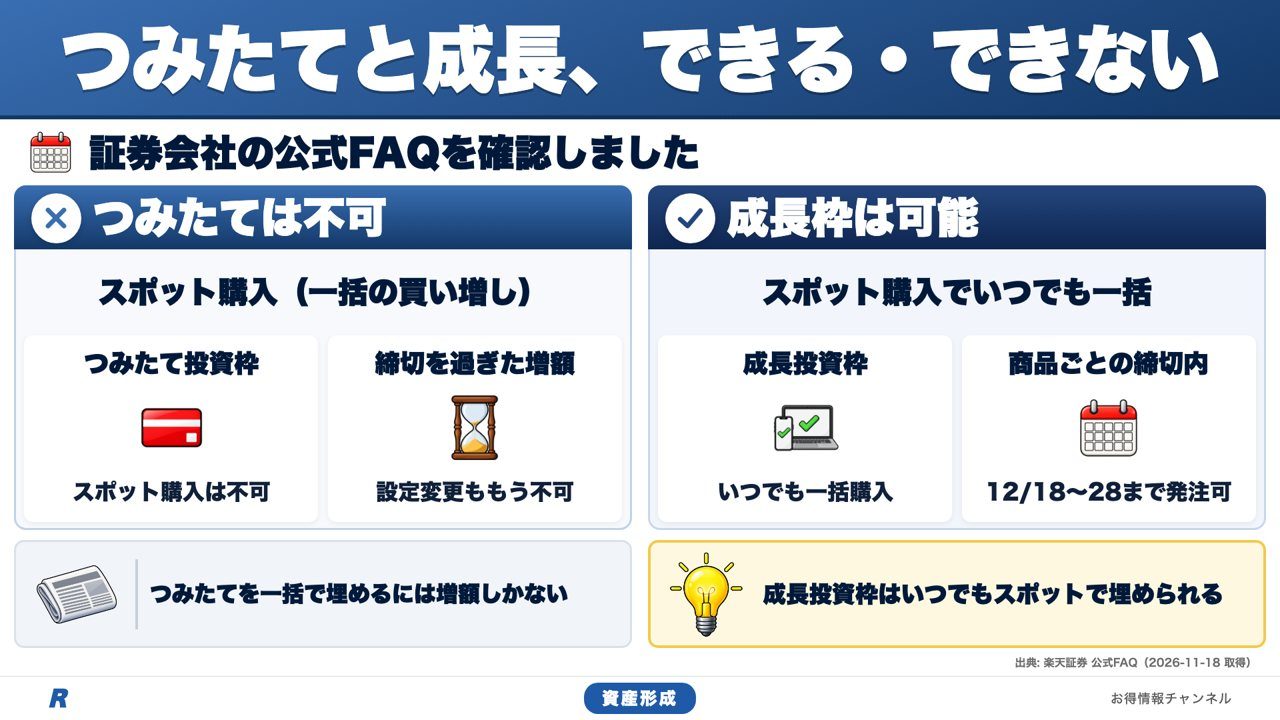 つみたてと成長、できる・できない
証券会社の公式FAQを確認しました
つみたては不可
スポット購入（一括の買い増し）
つみたて投資枠
スポット購入は不可
締切を過ぎた増額
設定変更ももう不可
つみたてを一括で埋めるには増額しかない
成長枠は可能
スポット購入でいつでも一括
成長投資枠
いつでも一括購入
商品ごとの締切内
12/18〜28まで発注可
成長投資枠はいつでもスポットで埋められる
出典: 楽天証券 公式FAQ（2026-11-18 取得）
R
資産形成
お得情報チャンネル